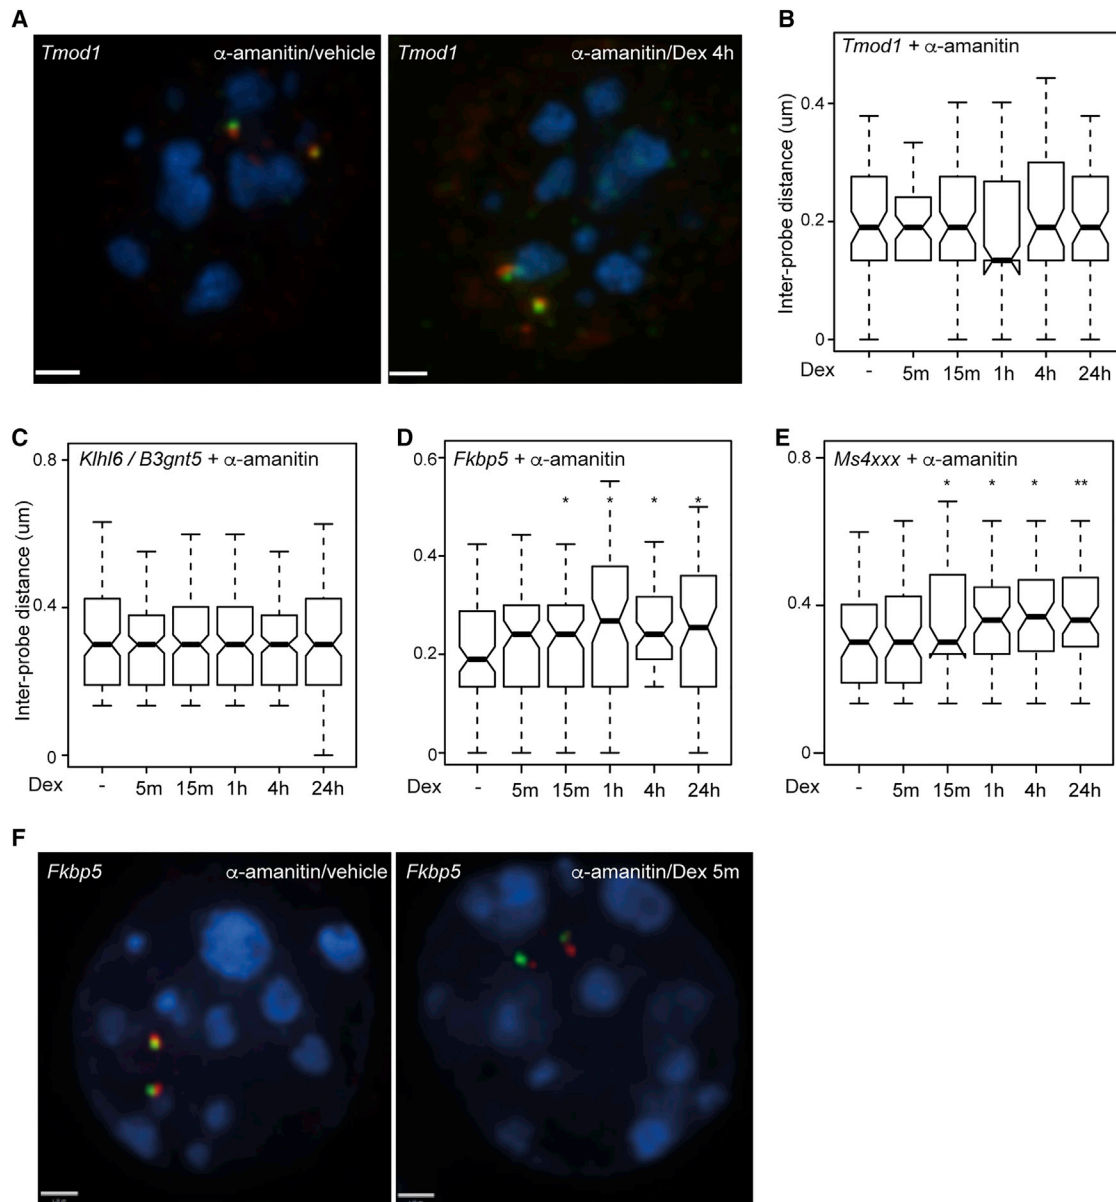 A
Tmod1 α-amanitin/vehicle
Tmod1 α-amanitin/Dex 4h
B
Tmod1 + α-amanitin
Inter-probe distance (um)
0.4
0.2
0
Dex - 5m 15m 1h 4h 24h
C
Klhl6 / B3gnt5 + α-amanitin
Inter-probe distance (um)
0.8
0.4
0
Dex - 5m 15m 1h 4h 24h
D
Fkbp5 + α-amanitin
* * * *
0.6
0.4
0.2
0
Dex - 5m 15m 1h 4h 24h
E
Ms4xxx + α-amanitin
* * * **
0.8
0.4
0
Dex - 5m 15m 1h 4h 24h
F
Fkbp5 α-amanitin/vehicle
Fkbp5 α-amanitin/Dex 5m